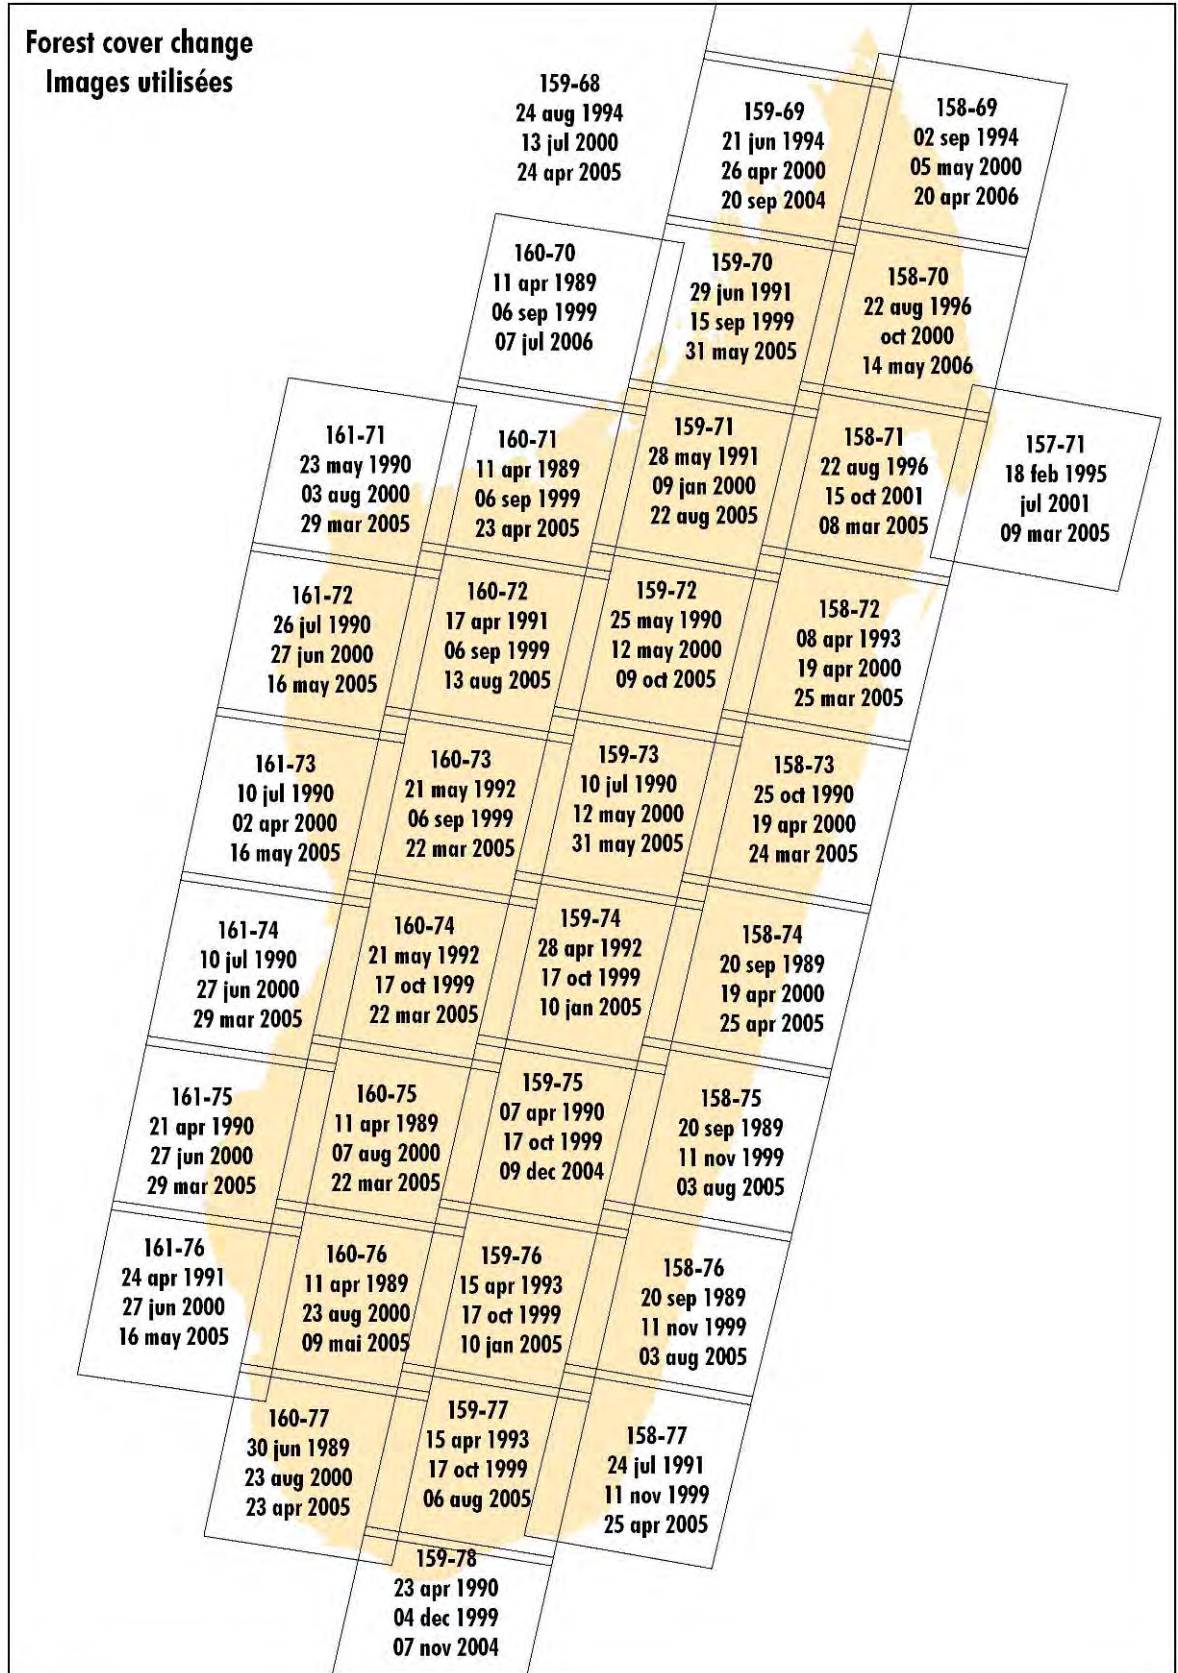 Forest cover change
Images utilisées
159-68
24 aug 1994
13 jul 2000
24 apr 2005
159-69
21 jun 1994
26 apr 2000
20 sep 2004
158-69
02 sep 1994
05 may 2000
20 apr 2006
160-70
11 apr 1989
06 sep 1999
07 jul 2006
159-70
29 jun 1991
15 sep 1999
31 may 2005
158-70
22 aug 1996
oct 2000
14 may 2006
161-71
23 may 1990
03 aug 2000
29 mar 2005
160-71
11 apr 1989
06 sep 1999
23 apr 2005
159-71
28 may 1991
09 jan 2000
22 aug 2005
158-71
22 aug 1996
15 oct 2001
08 mar 2005
157-71
18 feb 1995
jul 2001
09 mar 2005
161-72
26 jul 1990
27 jun 2000
16 may 2005
160-72
17 apr 1991
06 sep 1999
13 aug 2005
159-72
25 may 1990
12 may 2000
09 oct 2005
158-72
08 apr 1993
19 apr 2000
25 mar 2005
161-73
10 jul 1990
02 apr 2000
16 may 2005
160-73
21 may 1992
06 sep 1999
22 mar 2005
159-73
10 jul 1990
12 may 2000
31 may 2005
158-73
25 oct 1990
19 apr 2000
24 mar 2005
161-74
10 jul 1990
27 jun 2000
29 mar 2005
160-74
21 may 1992
17 oct 1999
22 mar 2005
159-74
28 apr 1992
17 oct 1999
10 jan 2005
158-74
20 sep 1989
19 apr 2000
25 apr 2005
161-75
21 apr 1990
27 jun 2000
29 mar 2005
160-75
11 apr 1989
07 aug 2000
22 mar 2005
159-75
07 apr 1990
17 oct 1999
09 dec 2004
158-75
20 sep 1989
11 nov 1999
03 aug 2005
161-76
24 apr 1991
27 jun 2000
16 may 2005
160-76
11 apr 1989
23 aug 2000
09 mai 2005
159-76
15 apr 1993
17 oct 1999
10 jan 2005
158-76
20 sep 1989
11 nov 1999
03 aug 2005
160-77
30 jun 1989
23 aug 2000
23 apr 2005
159-77
15 apr 1993
17 oct 1999
06 aug 2005
158-77
24 jul 1991
11 nov 1999
25 apr 2005
159-78
23 apr 1990
04 dec 1999
07 nov 2004